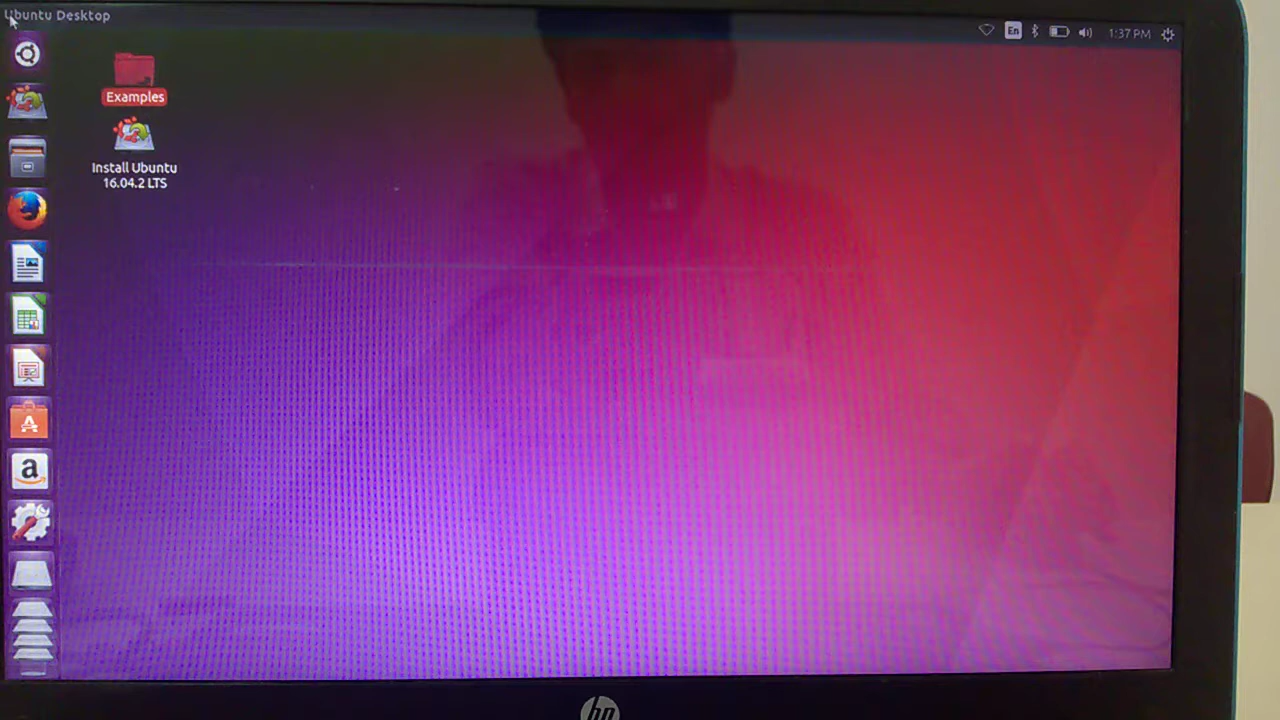 Ubuntu Desktop
En
1:37 PM
Examples
Install Ubuntu
16.04.2 LTS
A
a
hp